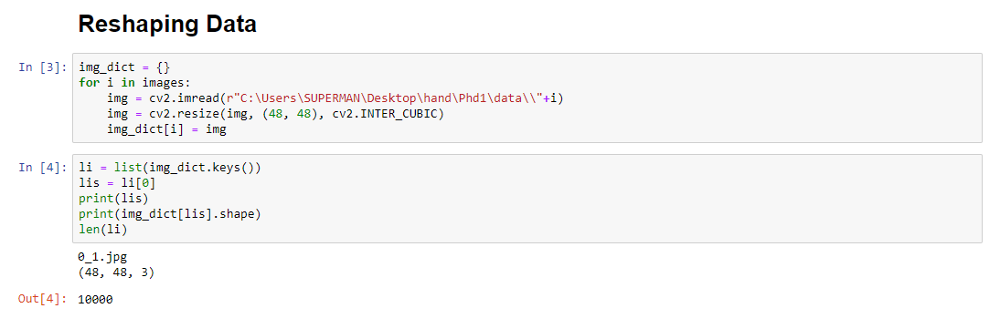 Reshaping Data
In [3]: img_dict = {}
for i in images:
    img = cv2.imread(r"C:\Users\SUPERMAN\Desktop\hand\Phd1\data\\"+i)
    img = cv2.resize(img, (48, 48), cv2.INTER_CUBIC)
    img_dict[i] = img
In [4]: li = list(img_dict.keys())
lis = li[0]
print(lis)
print(img_dict[lis].shape)
len(li)
0_1.jpg
(48, 48, 3)
Out[4]: 10000